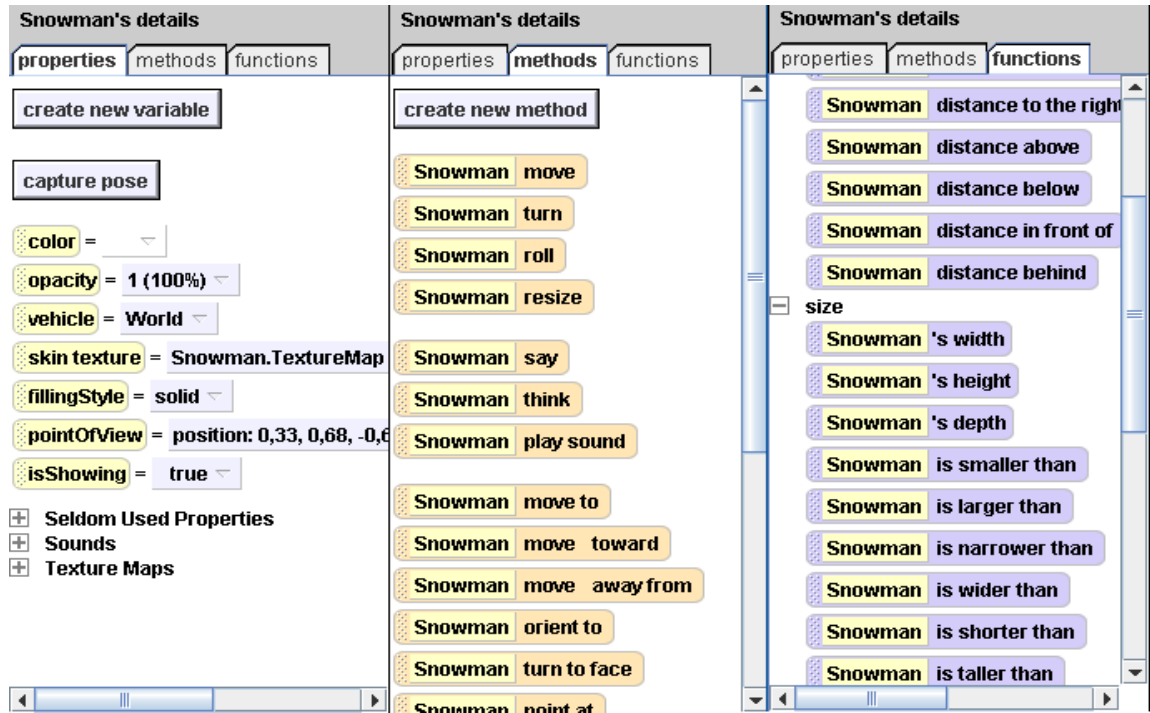 Snowman's details
properties methods functions
create new variable
capture pose
color =
opacity = 1 (100%)
vehicle = World
skin texture = Snowman.TextureMap
fillingStyle = solid
pointOfView = position: 0,33, 0,68, -0,6
isShowing = true
Seldom Used Properties
Sounds
Texture Maps
Snowman's details
properties methods functions
create new method
Snowman move
Snowman turn
Snowman roll
Snowman resize
Snowman say
Snowman think
Snowman play sound
Snowman move to
Snowman move toward
Snowman move away from
Snowman orient to
Snowman turn to face
Snowman point at
Snowman's details
properties methods functions
Snowman distance to the right
Snowman distance above
Snowman distance below
Snowman distance in front of
Snowman distance behind
size
Snowman 's width
Snowman 's height
Snowman 's depth
Snowman is smaller than
Snowman is larger than
Snowman is narrower than
Snowman is wider than
Snowman is shorter than
Snowman is taller than